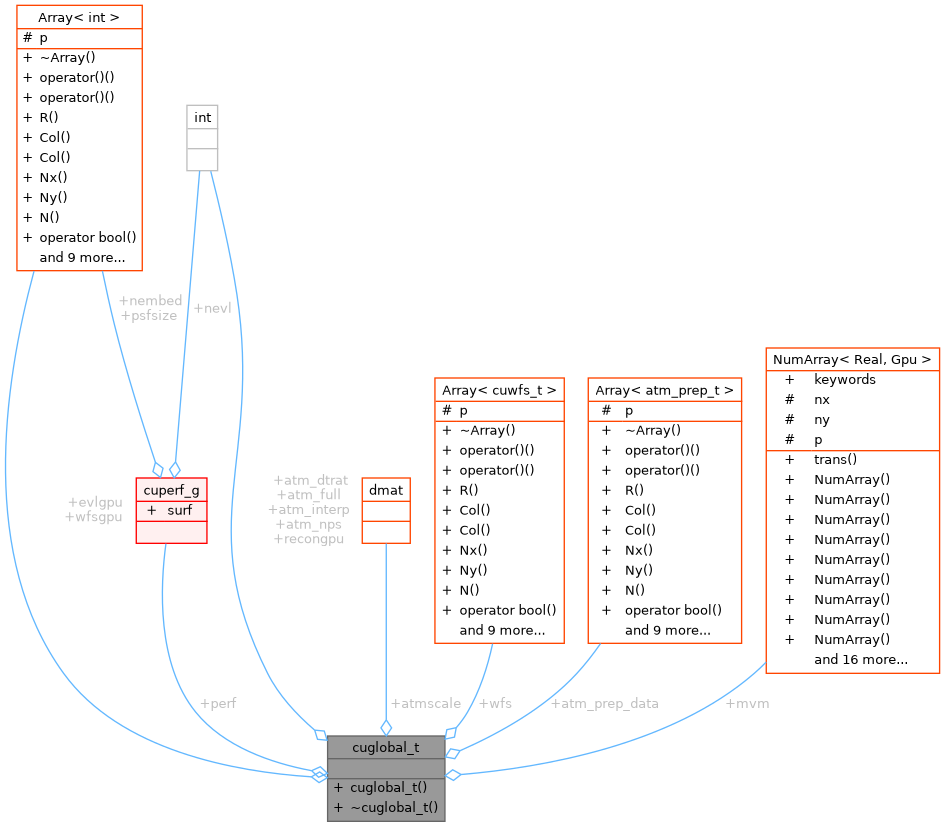 Array< int >
# p
+ ~Array()
+ operator()()
+ operator()()
+ R()
+ Col()
+ Col()
+ Nx()
+ Ny()
+ N()
+ operator bool()
and 9 more...
int
+nembed
+psfsize
+nevl
NumArray< Real, Gpu >
+ keywords
# nx
# ny
# p
+ trans()
+ NumArray()
+ NumArray()
+ NumArray()
+ NumArray()
+ NumArray()
+ NumArray()
+ NumArray()
+ NumArray()
+ NumArray()
and 16 more...
Array< cuwfs_t >
# p
+ ~Array()
+ operator()()
+ operator()()
+ R()
+ Col()
+ Col()
+ Nx()
+ Ny()
+ N()
+ operator bool()
and 9 more...
Array< atm_prep_t >
# p
+ ~Array()
+ operator()()
+ operator()()
+ R()
+ Col()
+ Col()
+ Nx()
+ Ny()
+ N()
+ operator bool()
and 9 more...
+evlgpu
+wfsgpu
cuperf_g
+ surf
+atm_dtrat
+atm_full
+atm_interp
+atm_nps
+recongpu
dmat
+perf
+atmscale
+wfs
+atm_prep_data
+mvm
cuglobal_t
+ cuglobal_t()
+ ~cuglobal_t()